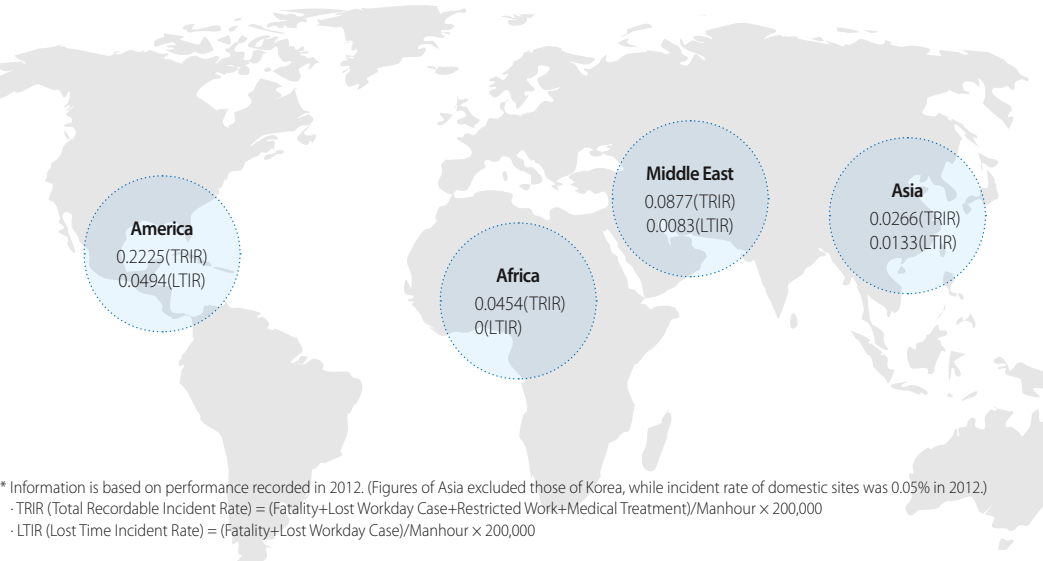 America
0.2225(TRIR)
0.0494(LTIR)
Africa
0.0454(TRIR)
0(LTIR)
Middle East
0.0877(TRIR)
0.0083(LTIR)
Asia
0.0266(TRIR)
0.0133(LTIR)
* Information is based on performance recorded in 2012. (Figures of Asia excluded those of Korea, while incident rate of domestic sites was 0.05% in 2012.)
· TRIR (Total Recordable Incident Rate) = (Fatality+Lost Workday Case+Restricted Work+Medical Treatment)/Manhour × 200,000
· LTIR (Lost Time Incident Rate) = (Fatality+Lost Workday Case)/Manhour × 200,000